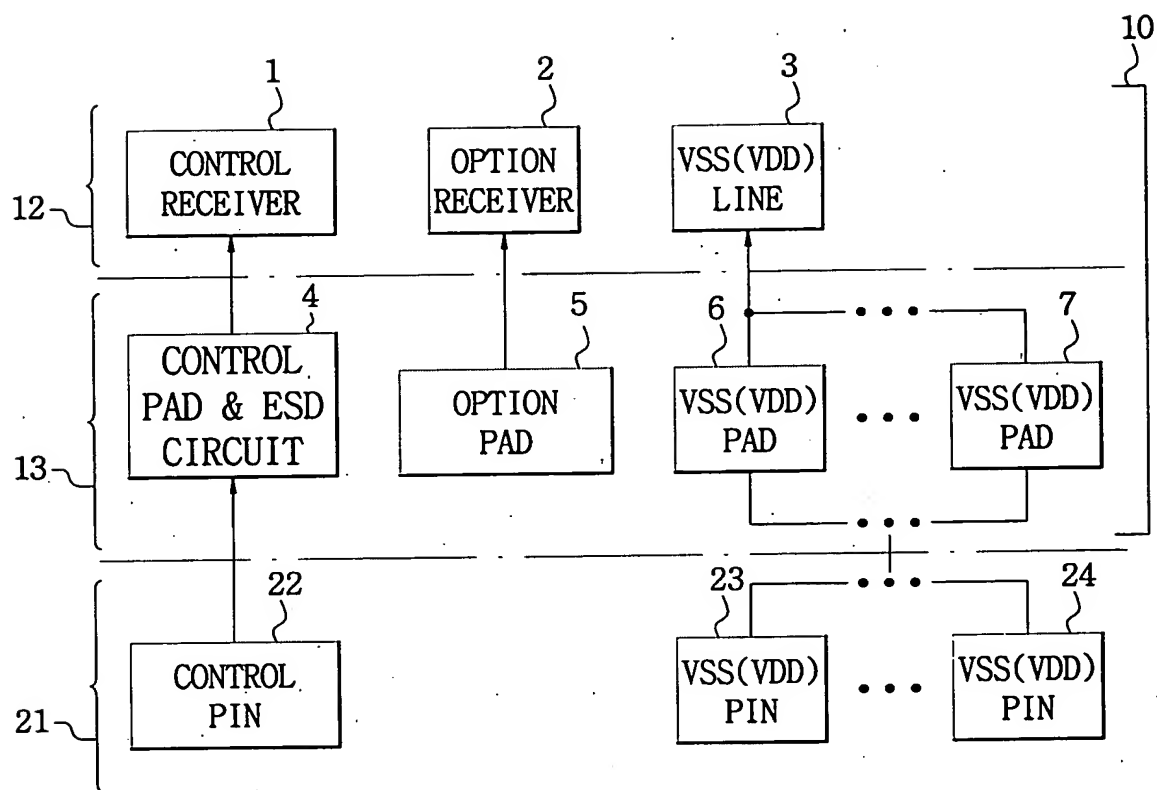 10
1
2
3
CONTROL
RECEIVER
OPTION
RECEIVER
VSS(VDD)
LINE
12
4
5
6
7
CONTROL
PAD & ESD
CIRCUIT
OPTION
PAD
VSS(VDD)
PAD
VSS(VDD)
PAD
13
22
23
24
CONTROL
PIN
VSS(VDD)
PIN
VSS(VDD)
PIN
21